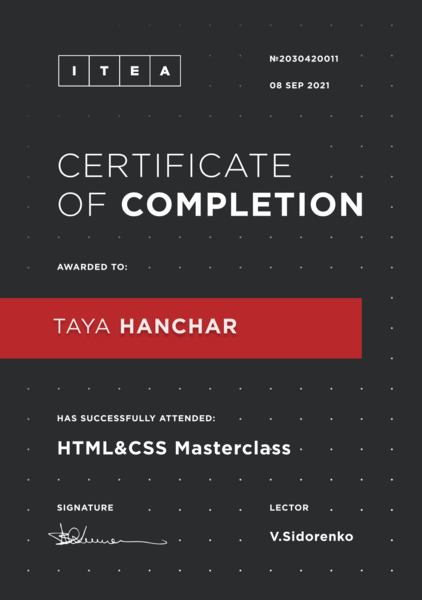 ITEA
№2030420011
08 SEP 2021
CERTIFICATE
OF COMPLETION
AWARDED TO:
TAYA HANCHAR
HAS SUCCESSFULLY ATTENDED:
HTML&CSS Masterclass
SIGNATURE
LECTOR
V.Sidorenko